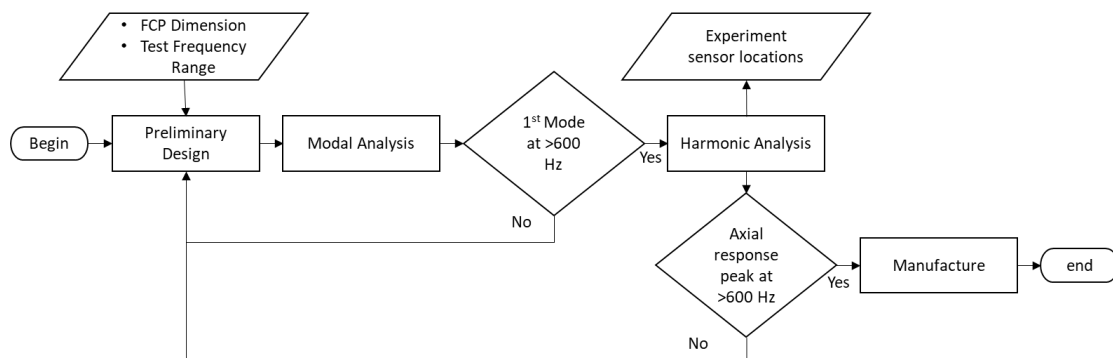 • FCP Dimension
• Test Frequency
Range
Experiment
sensor locations
Begin
Preliminary
Design
Modal Analysis
1st Mode
at >600
Hz
Yes
Harmonic Analysis
No
Axial
response
peak at
>600 Hz
Yes
Manufacture
end
No